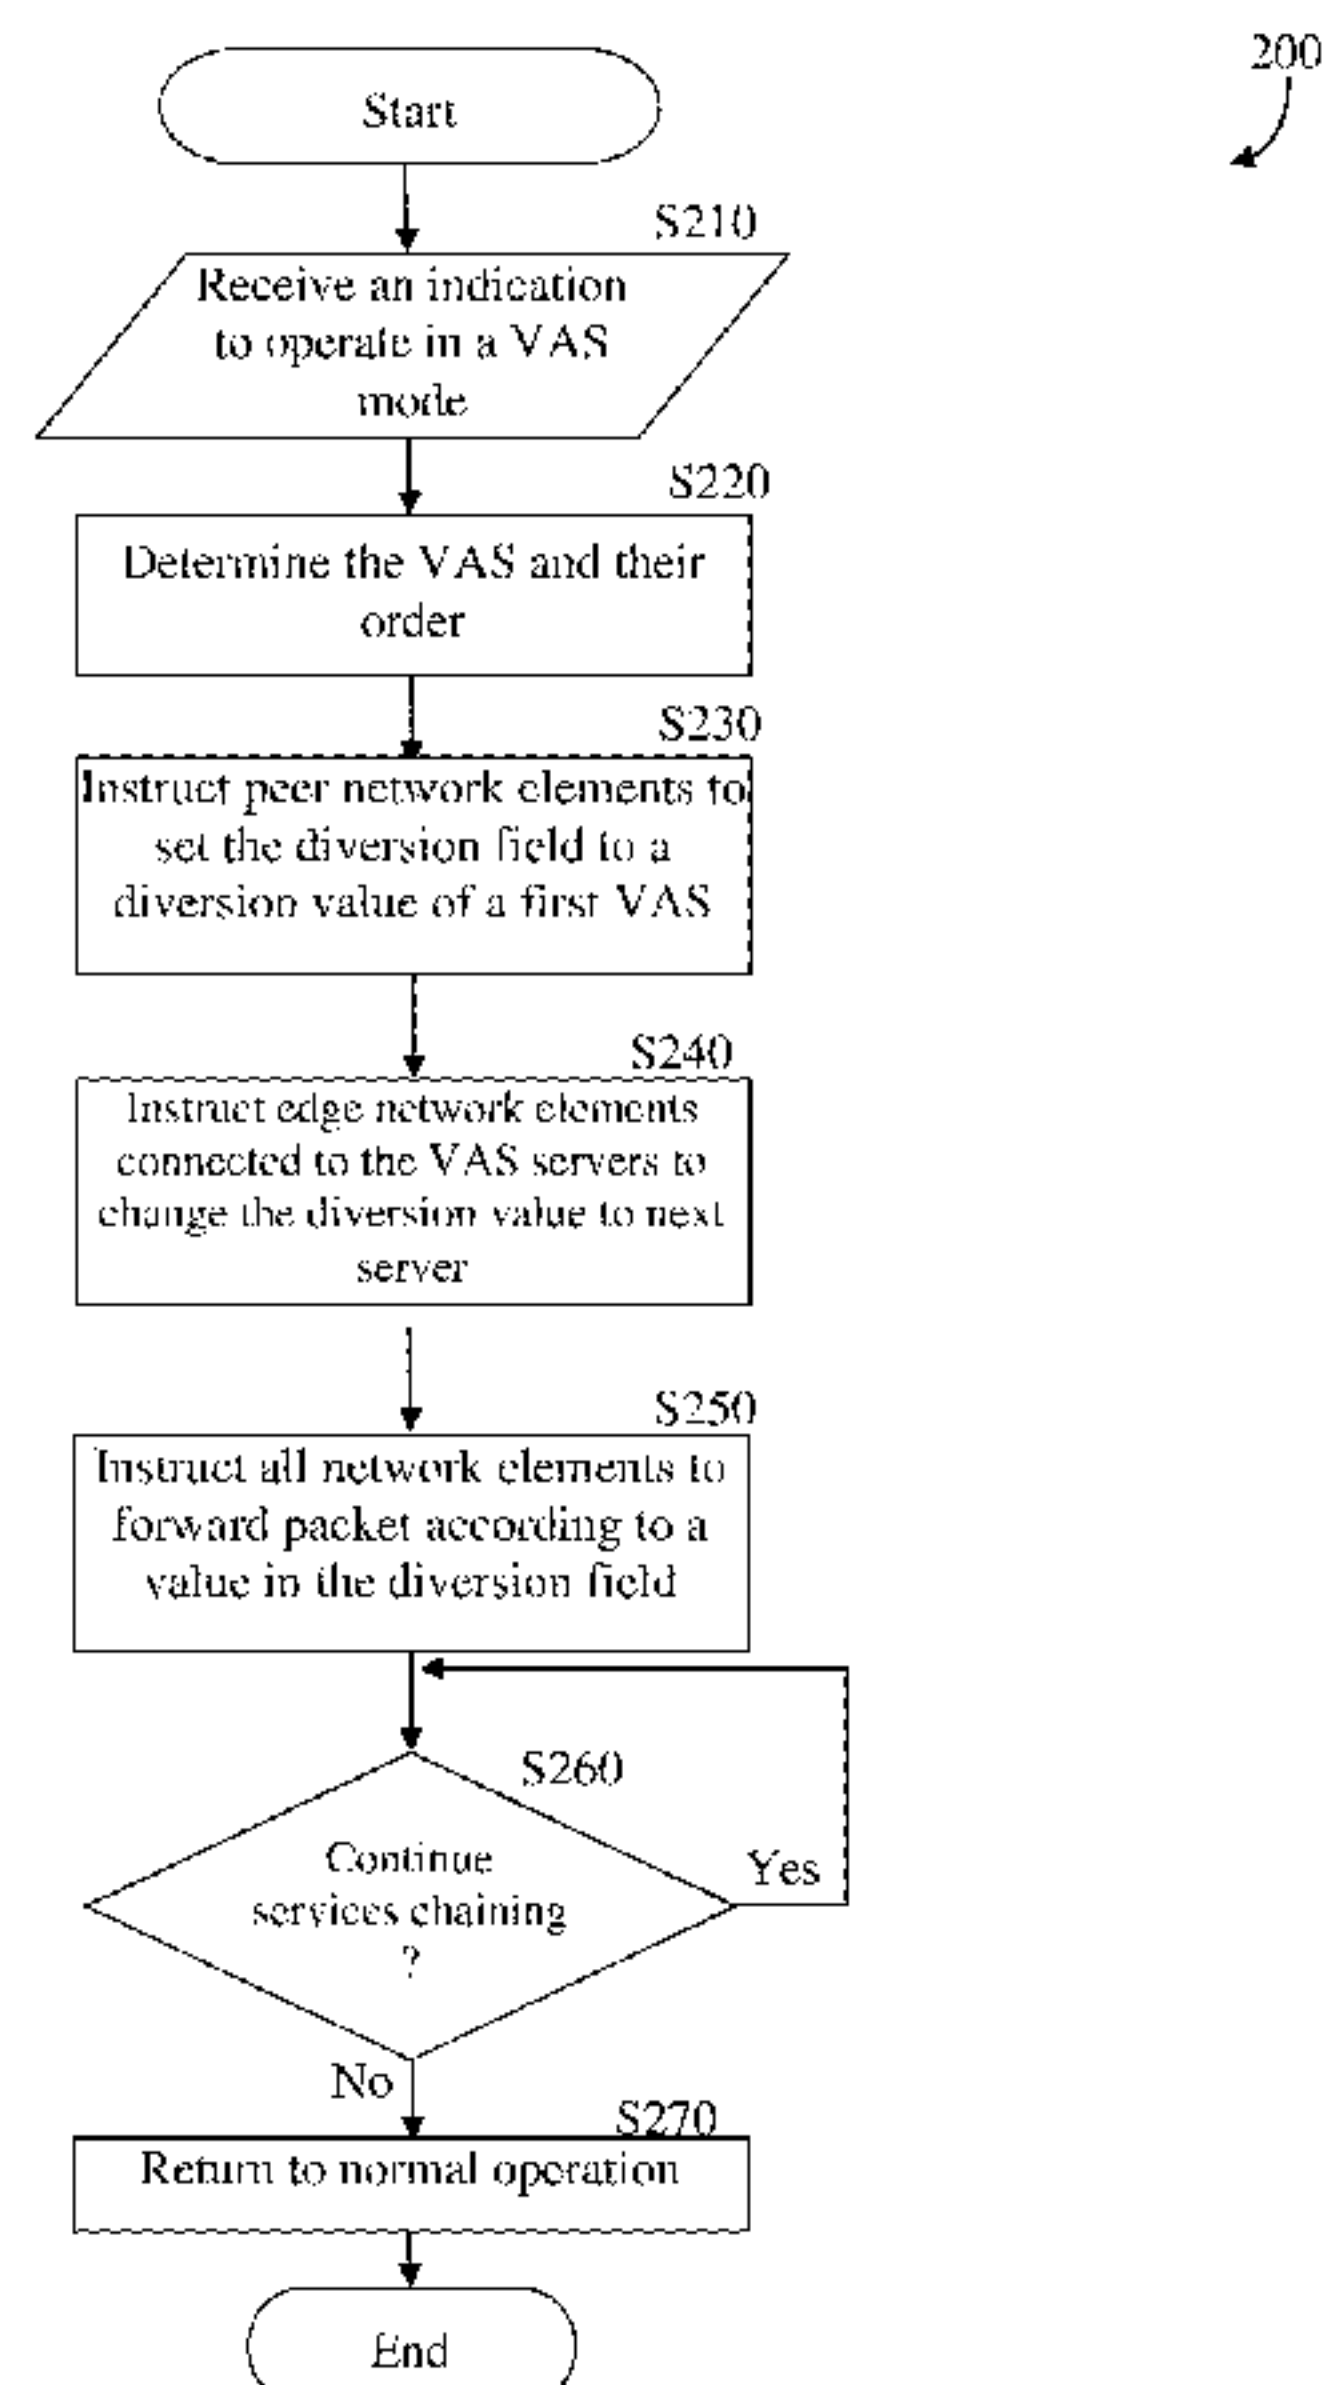 200
Start
S210
Receive an indication
to operate in a VAS
mode
S220
Determine the VAS and their
order
S230
Instruct peer network elements to
set the diversion field to a
diversion value of a first VAS
S240
Instruct edge network elements
connected to the VAS servers to
change the diversion value to next
server
S250
Instruct all network elements to
forward packet according to a
value in the diversion field
S260
Continue
services chaining
?
Yes
No
S270
Return to normal operation
End